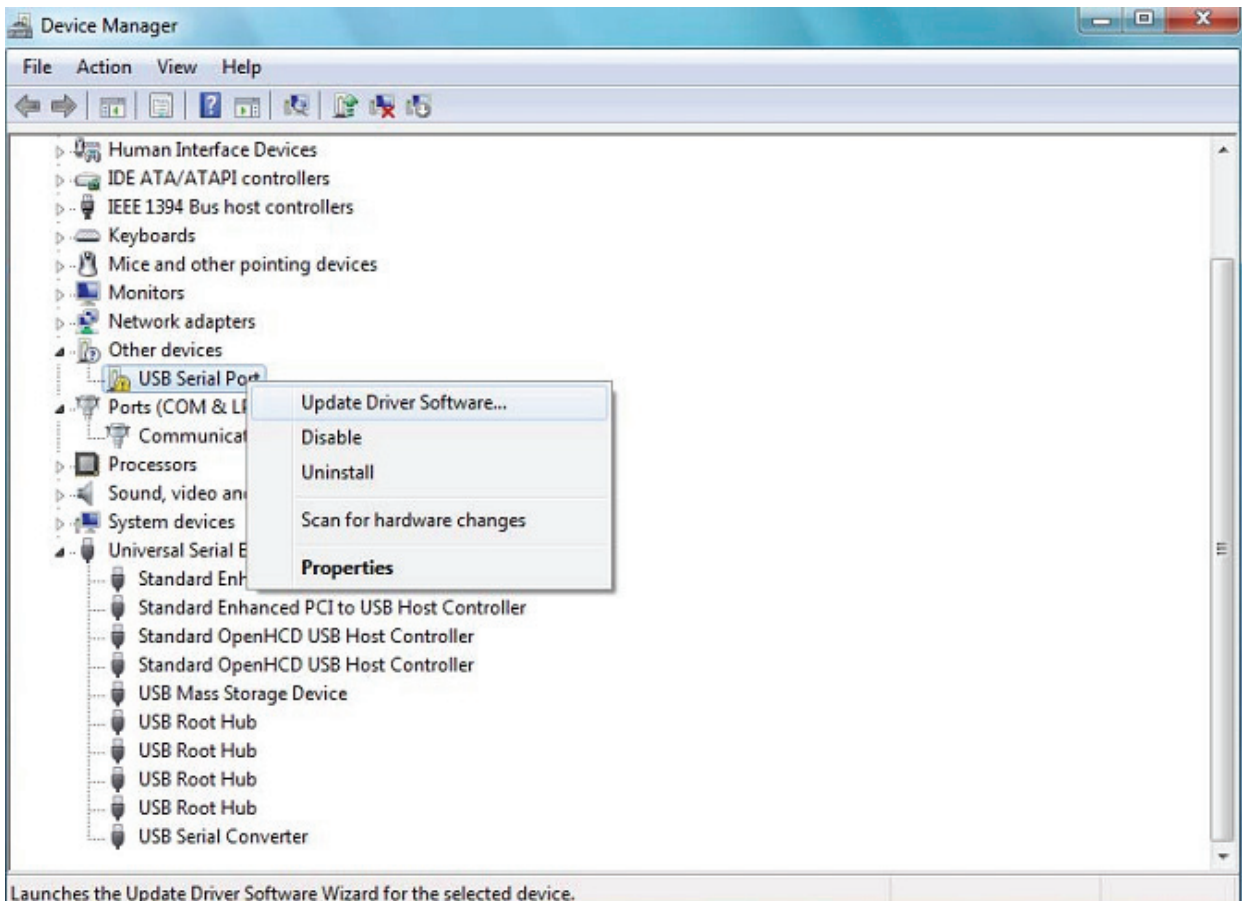 Device Manager
File Action View Help
Human Interface Devices
IDE ATA/ATAPI controllers
IEEE 1394 Bus host controllers
Keyboards
Mice and other pointing devices
Monitors
Network adapters
Other devices
USB Serial Port
Update Driver Software...
Ports (COM &
Disable
Uninstall
Processors
Sound, video
Scan for hardware changes
System devices
Universal Serial
Properties
Standard
Standard Enhanced PCI to USB Host Controller
Standard OpenHCD USB Host Controller
Standard OpenHCD USB Host Controller
USB Mass Storage Device
USB Root Hub
USB Root Hub
USB Root Hub
USB Root Hub
USB Serial Converter
Launches the Update Driver Software Wizard for the selected device.